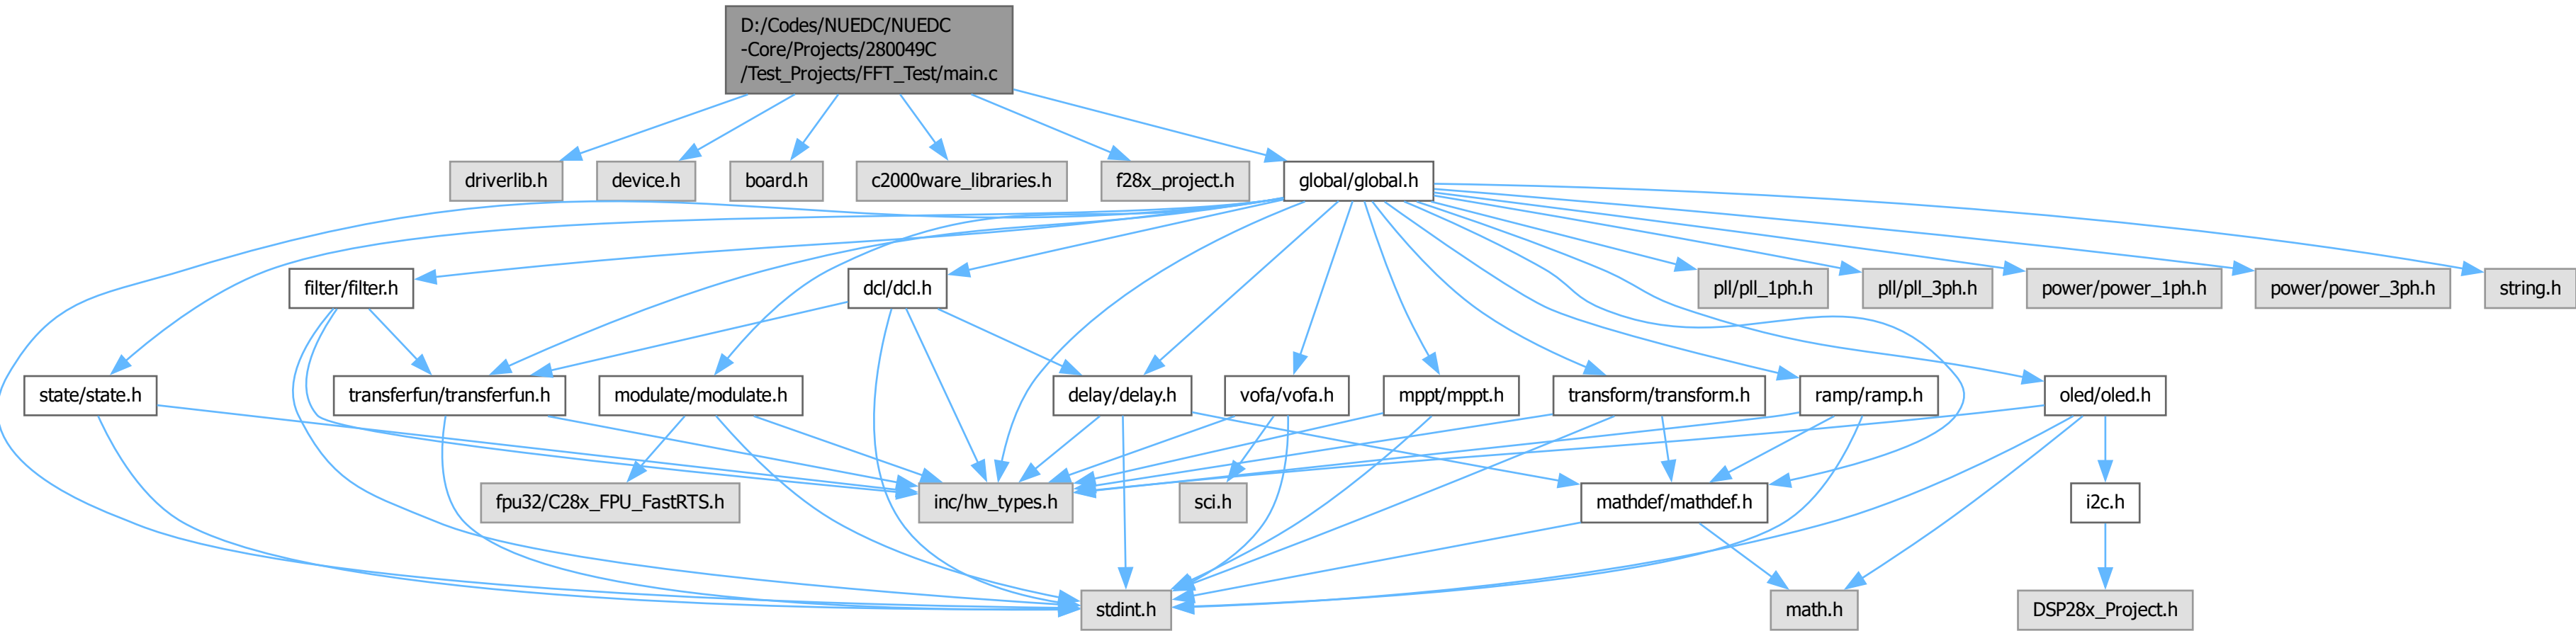 D:/Codes/NUEDC/NUEDC
-Core/Projects/280049C
/Test_Projects/FFT_Test/main.c
driverlib.h
device.h
board.h
c2000ware_libraries.h
f28x_project.h
global/global.h
filter/filter.h
dcl/dcl.h
pll/pll_1ph.h
pll/pll_3ph.h
power/power_1ph.h
power/power_3ph.h
string.h
state/state.h
transferfun/transferfun.h
modulate/modulate.h
delay/delay.h
vofa/vofa.h
mppt/mppt.h
transform/transform.h
ramp/ramp.h
oled/oled.h
fpu32/C28x_FPU_FastRTS.h
inc/hw_types.h
sci.h
mathdef/mathdef.h
i2c.h
stdint.h
math.h
DSP28x_Project.h